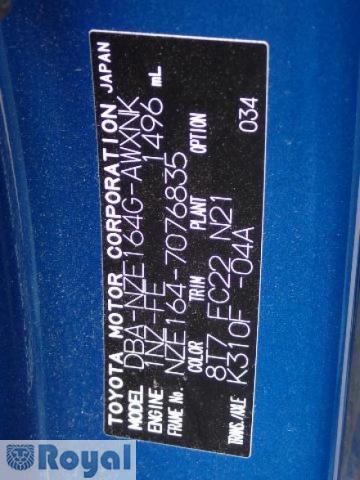 TOYOTA MOTOR CORPORATION JAPAN
MODEL DBA-NZE164G-AWXNK
ENGINE 1NZ-FE 1496 mL
FRAME No. NZE164-7076835
COLOR TRIM PLANT OPTION
8T7 FC22 N21
TRANS./AXLE K310F -04A 034
Royal